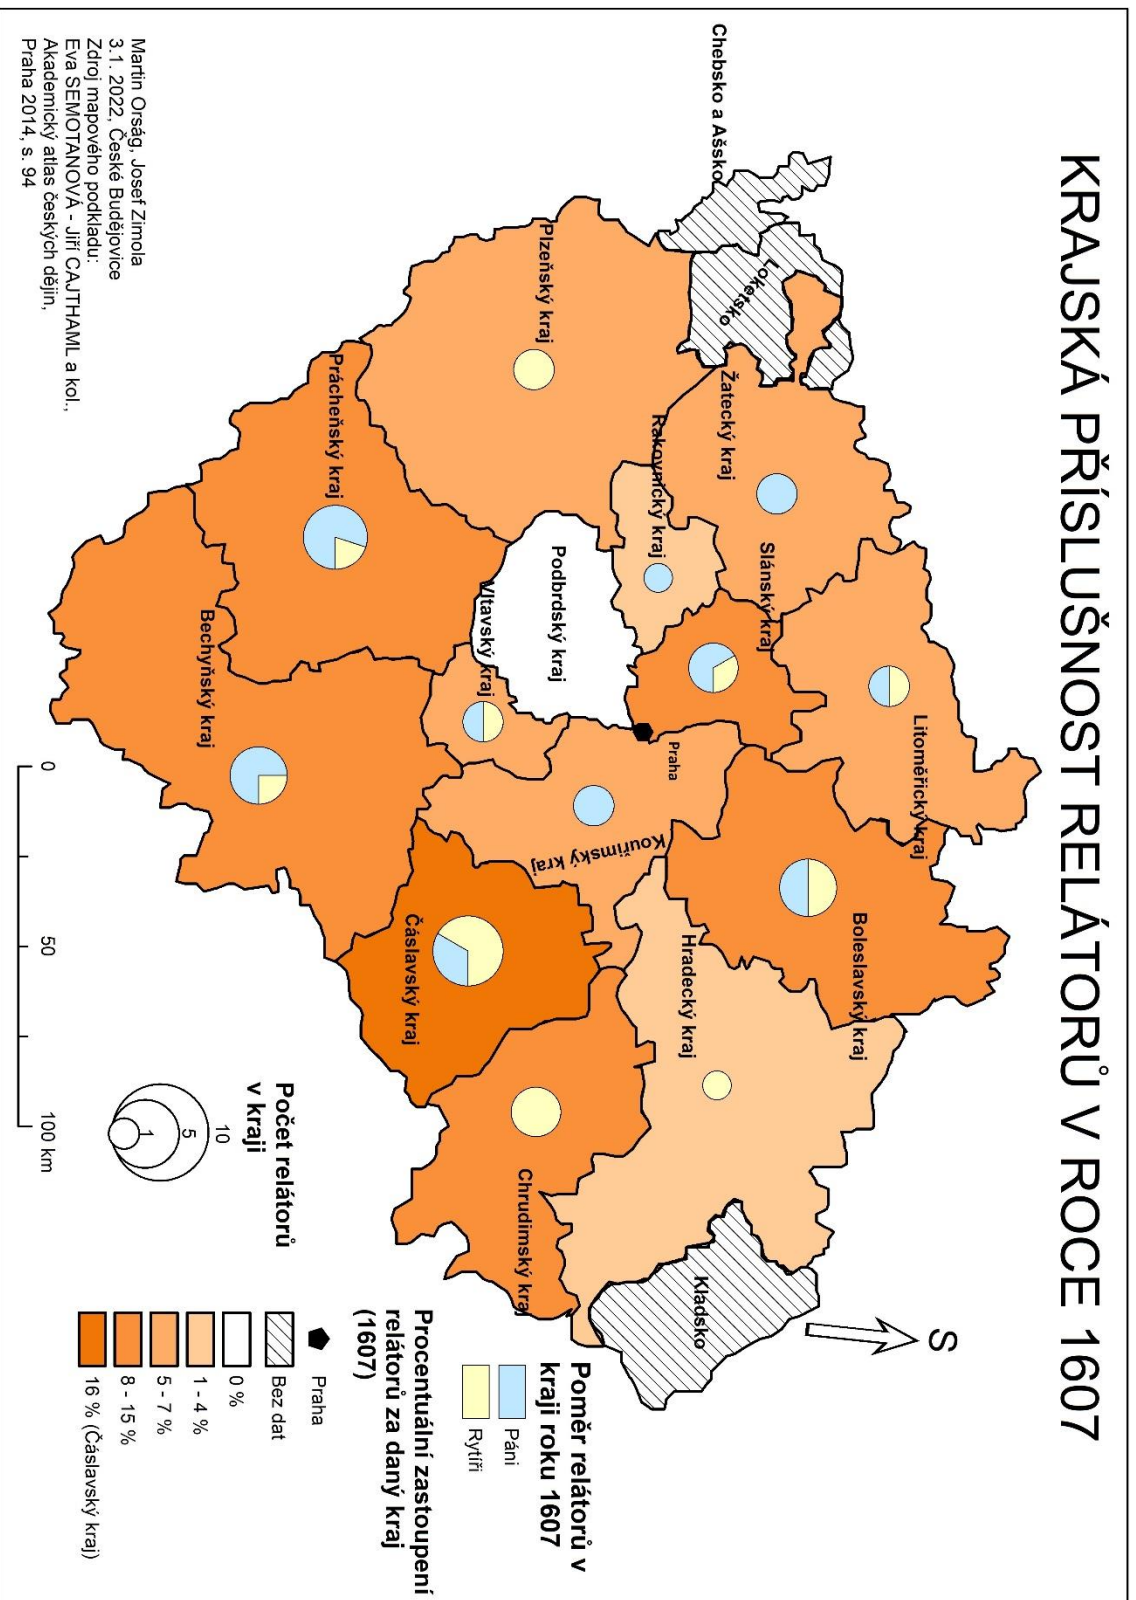 KRAJSKÁ PŘÍSLUŠNOST RELÁTORŮ V ROCE 1607
S
Chebsko a Ašsko
Loketsko
Žatecký kraj
Litoměřický kraj
Boleslavský kraj
Slánský kraj
Rakovnický kraj
Plzeňský kraj
Podbrdský kraj
Praha
Hradecký kraj
Kladsko
Kouřimský kraj
Vltavský kraj
Prácheňský kraj
Bechyňský kraj
Čáslavský kraj
Chrudimský kraj
Poměr relátorů v
kraji roku 1607
Páni
Rytíři
Procentuální zastoupení
relátorů za daný kraj
(1607)
Praha
Bez dat
0 %
1 - 4 %
5 - 7 %
8 - 15 %
16 % (Čáslavský kraj)
Počet relátorů
v kraji
10
5
1
0
50
100 km
Martin Orság, Josef Zimola
3.1. 2022, České Budějovice
Zdroj mapového podkladu:
Eva SEMOTANOVÁ - Jiří CAJTHAML a kol.,
Akademický atlas českých dějin,
Praha 2014, s. 94